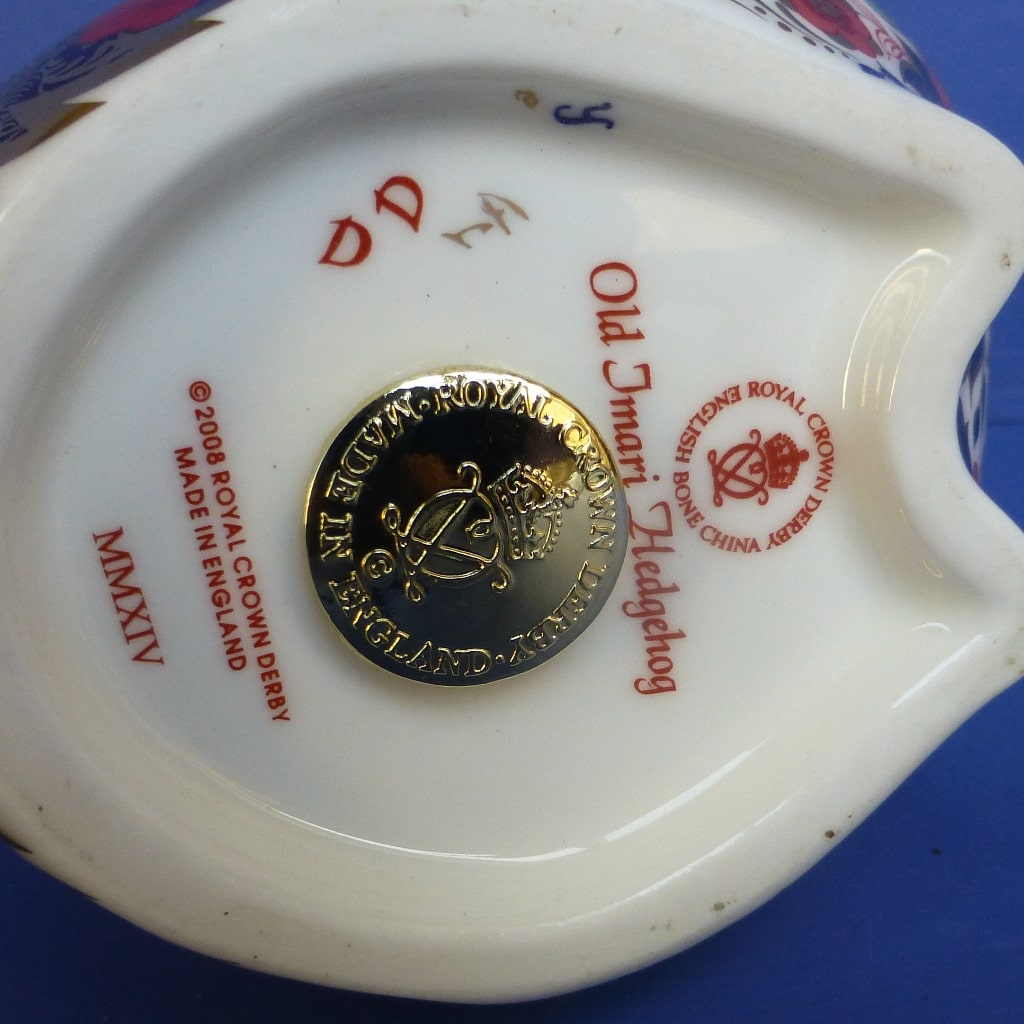 ROYAL CROWN DERBY
ENGLISH BONE CHINA
Old Imari Hedgehog
ROYAL CROWN DERBY · MADE IN ENGLAND ·
©
© 2008 ROYAL CROWN DERBY
MADE IN ENGLAND
MMXIV
D D
y